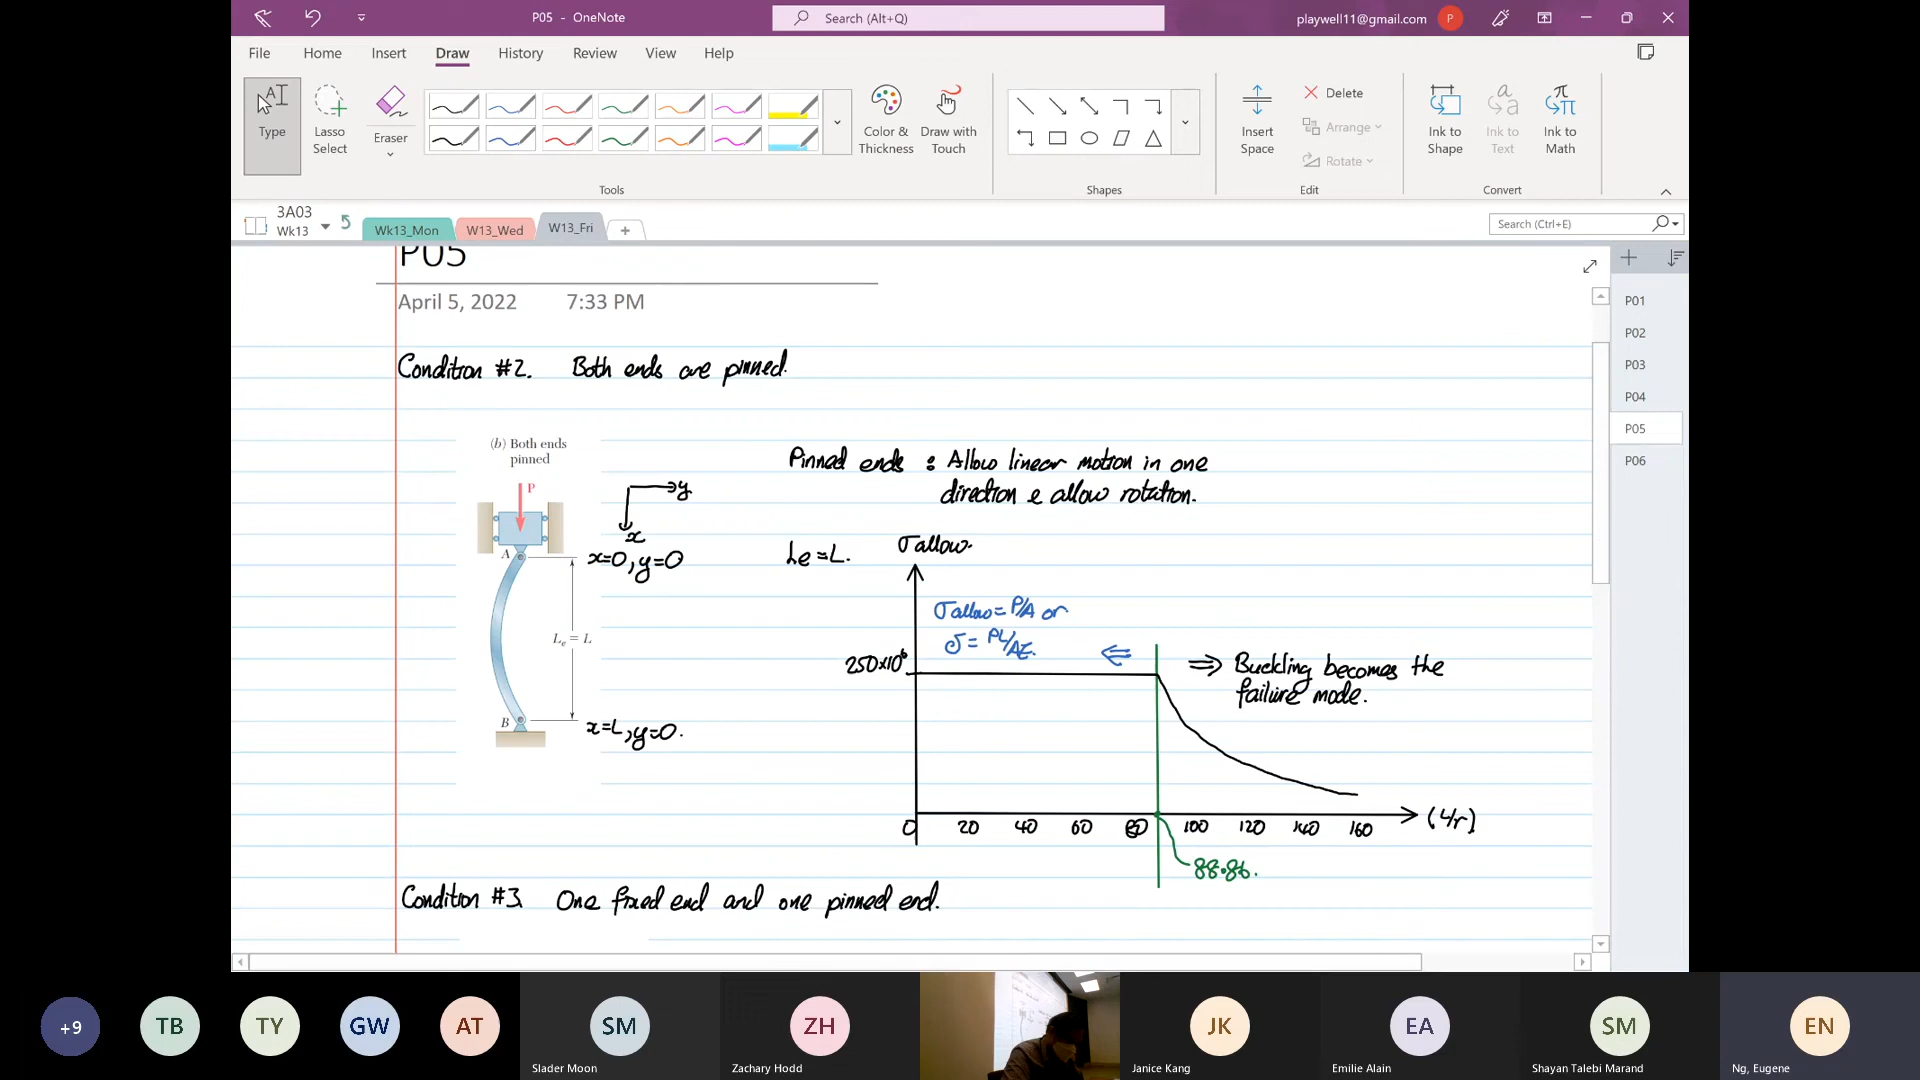 P05 - OneNote
Search (Alt+Q)
playwell11@gmail.com
P
File Home Insert Draw History Review View Help
Type
Lasso Select
Eraser
Color & Thickness
Draw with Touch
Insert Space
Delete
Arrange
Rotate
Ink to Shape
Ink to Text
Ink to Math
Tools
Shapes
Edit
Convert
3A03
Wk13
Wk13_Mon
W13_Wed
W13_Fri
Search (Ctrl+E)
P05
April 5, 2022 7:33 PM
P01
P02
P03
P04
P05
P06
Condition #2. Both ends are pinned.
(b) Both ends
pinned
P
y
x
A
x=0, y=0
Le = L
B
x=L, y=0.
Pinned ends : Allow linear motion in one
direction & allow rotation.
Le = L.
σallow
σallow = P/A or
δ = PL/AE.
250×10⁶
⇐
⇒ Buckling becomes the
failure mode.
0 20 40 60 80 100 120 140 160 (L/r)
88.86.
Condition #3. One fixed end and one pinned end.
+9
TB
TY
GW
AT
SM
Slader Moon
ZH
Zachary Hodd
JK
Janice Kang
EA
Emilie Alain
SM
Shayan Talebi Marand
EN
Ng, Eugene